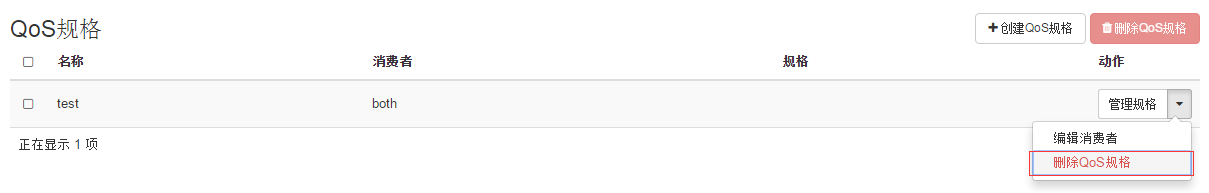 QoS规格
创建QoS规格 删除QoS规格
名称 消费者 规格 动作
test both 管理规格
正在显示 1 项
编辑消费者
删除QoS规格